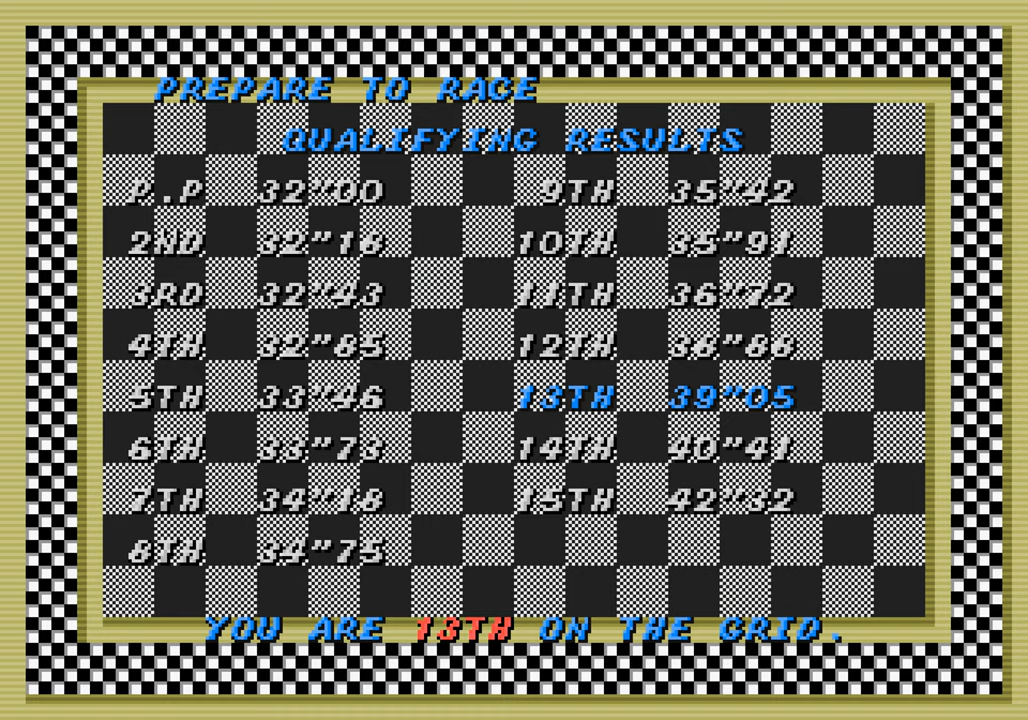 PREPARE TO RACE
QUALIFYING RESULTS
P.P 32"00 9TH 35"42
2ND 32"16 10TH 35"91
3RD 32"43 11TH 36"72
4TH 32"85 12TH 38"86
5TH 33"46 13TH 39"05
6TH 33"73 14TH 40"41
7TH 34"18 15TH 42"32
8TH 34"75
YOU ARE 13TH ON THE GRID.